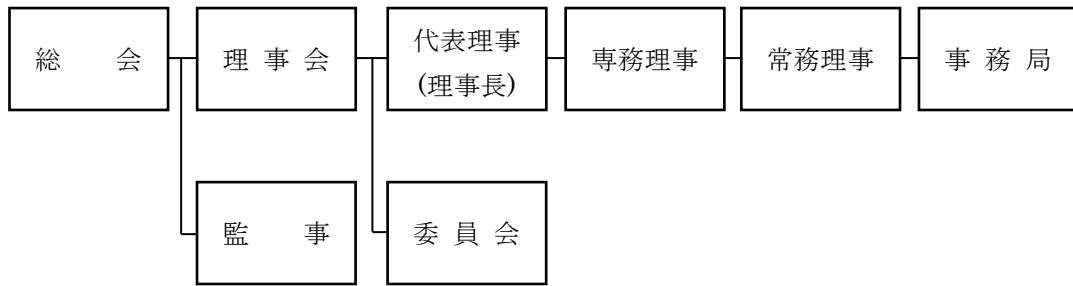 総　　会
理 事 会
代表理事
(理事長)
専務理事
常務理事
事 務 局
監　　事
委 員 会